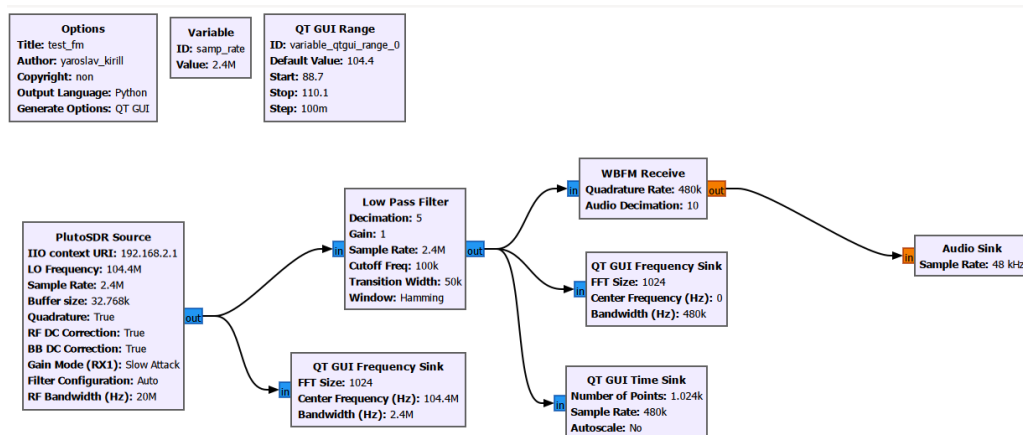 Options
Title: test_fm
Author: yaroslav_kirill
Copyright: non
Output Language: Python
Generate Options: QT GUI
Variable
ID: samp_rate
Value: 2.4M
QT GUI Range
ID: variable_qtgui_range_0
Default Value: 104.4
Start: 88.7
Stop: 110.1
Step: 100m
PlutoSDR Source
IIO context URI: 192.168.2.1
LO Frequency: 104.4M
Sample Rate: 2.4M
Buffer size: 32.768k
Quadrature: True
RF DC Correction: True
BB DC Correction: True
Gain Mode (RX1): Slow Attack
Filter Configuration: Auto
RF Bandwidth (Hz): 20M
out
in
Low Pass Filter
Decimation: 5
Gain: 1
Sample Rate: 2.4M
Cutoff Freq: 100k
Transition Width: 50k
Window: Hamming
out
in
QT GUI Frequency Sink
FFT Size: 1024
Center Frequency (Hz): 104.4M
Bandwidth (Hz): 2.4M
in
WBFM Receive
Quadrature Rate: 480k
Audio Decimation: 10
out
in
QT GUI Frequency Sink
FFT Size: 1024
Center Frequency (Hz): 0
Bandwidth (Hz): 480k
in
QT GUI Time Sink
Number of Points: 1.024k
Sample Rate: 480k
Autoscale: No
in
Audio Sink
Sample Rate: 48 kHz